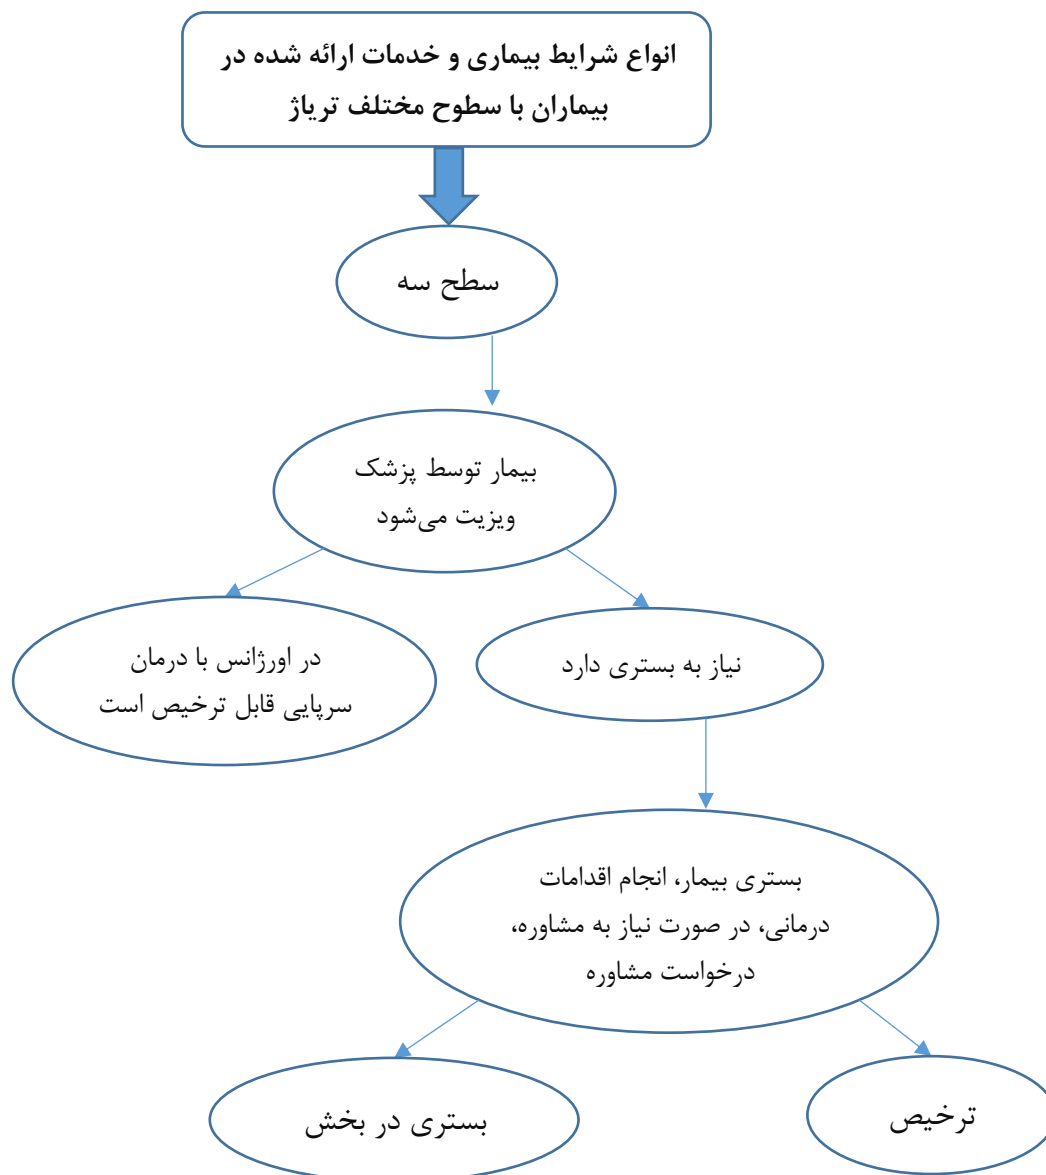 انواع شرایط بیماری و خدمات ارائه شده در
بیماران با سطوح مختلف تریاژ
سطح سه
بیمار توسط پزشک
ویزیت می‌شود
نیاز به بستری دارد
در اورژانس با درمان
سرپایی قابل ترخیص است
بستری بیمار، انجام اقدامات
درمانی، در صورت نیاز به مشاوره،
درخواست مشاوره
ترخیص
بستری در بخش